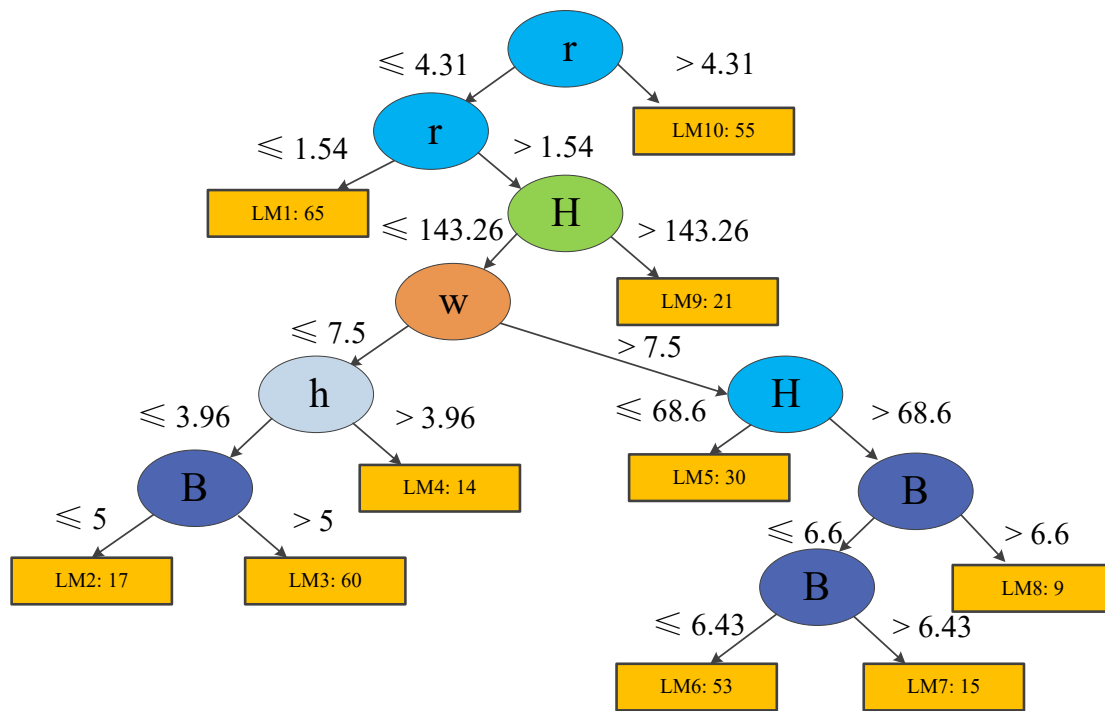 r
≤ 4.31
> 4.31
r
LM10: 55
≤ 1.54
> 1.54
LM1: 65
H
≤ 143.26
> 143.26
w
LM9: 21
≤ 7.5
> 7.5
h
H
≤ 3.96
> 3.96
≤ 68.6
> 68.6
B
LM4: 14
LM5: 30
B
≤ 5
> 5
≤ 6.6
> 6.6
LM2: 17
LM3: 60
B
LM8: 9
≤ 6.43
> 6.43
LM6: 53
LM7: 15